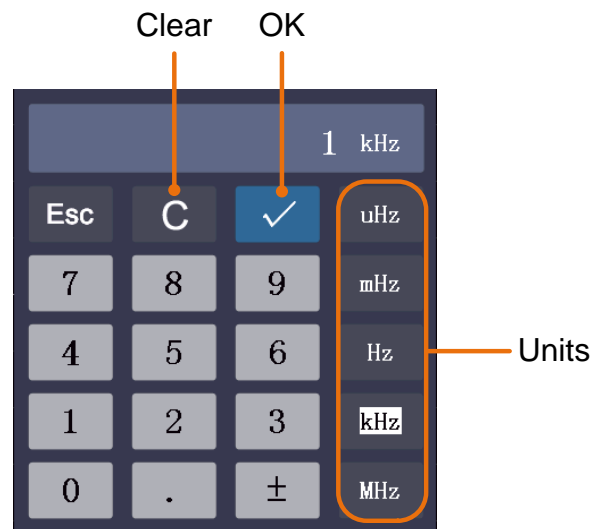 Clear OK
1 kHz
Esc C ✓ uHz
7 8 9 mHz
4 5 6 Hz
Units
1 2 3 kHz
0 . ± MHz